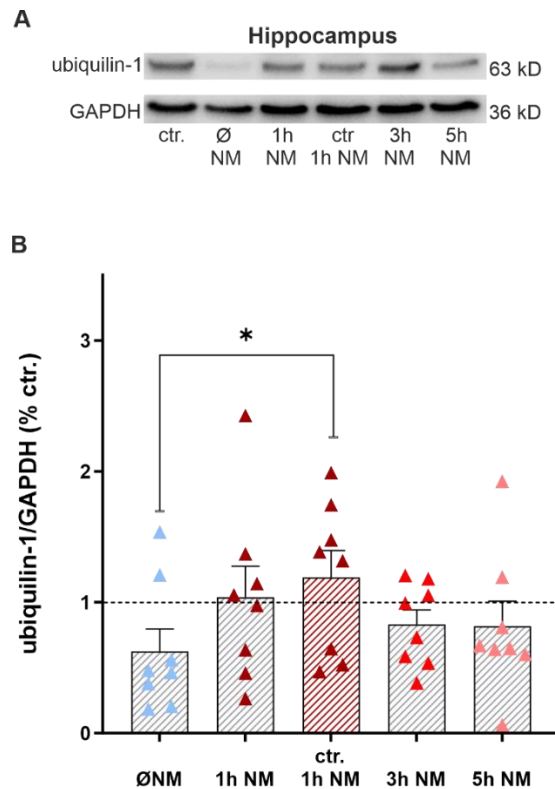 A
Hippocampus
ubiquilin-1 63 kD
GAPDH 36 kD
ctr. Ø 1h ctr 3h 5h
NM NM 1h NM NM NM
B
ubiquilin-1/GAPDH (% ctr.)
3
*
2
1
0
ctr.
ØNM 1h NM 1h NM 3h NM 5h NM